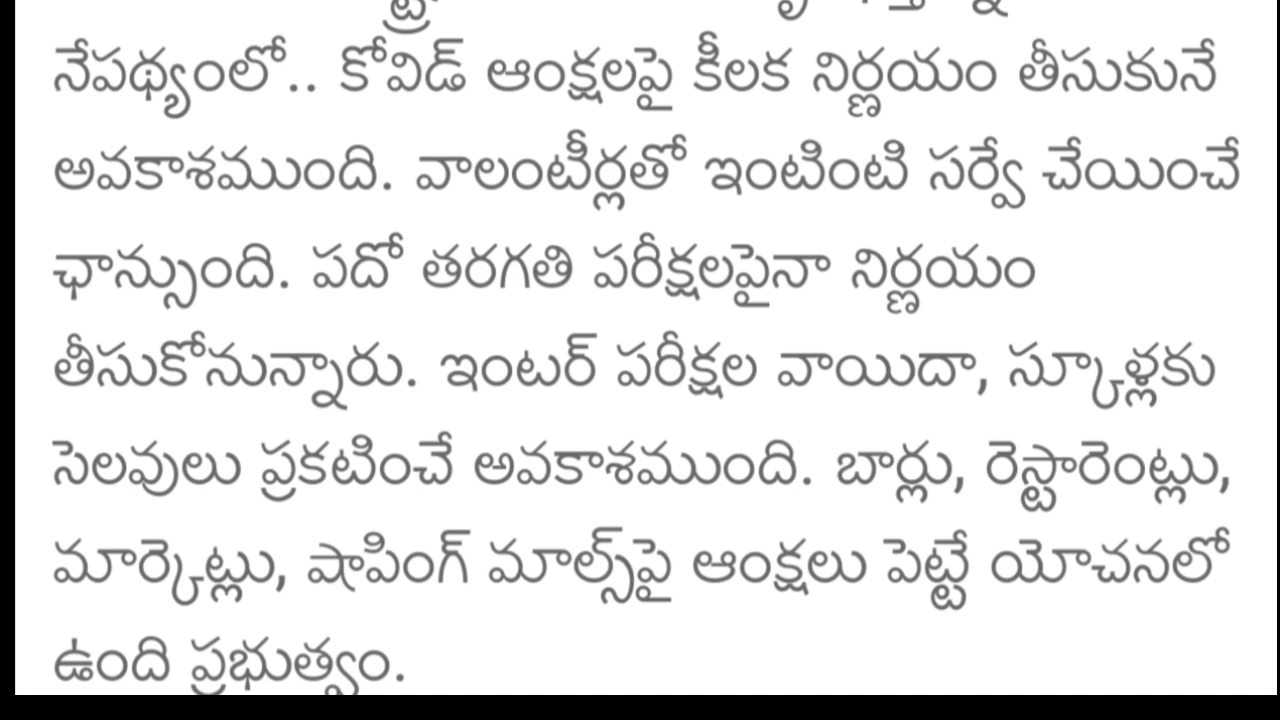 నేపథ్యంలో.. కోవిడ్ ఆంక్షలపై కీలక నిర్ణయం తీసుకునే
అవకాశముంది. వాలంటీర్లతో ఇంటింటి సర్వే చేయించే
ఛాన్సుంది. పదో తరగతి పరీక్షలపైనా నిర్ణయం
తీసుకోనున్నారు. ఇంటర్ పరీక్షల వాయిదా, స్కూళ్లకు
సెలవులు ప్రకటించే అవకాశముంది. బార్లు, రెస్టారెంట్లు,
మార్కెట్లు, షాపింగ్ మాల్స్‌పై ఆంక్షలు పెట్టే యోచనలో
ఉంది ప్రభుత్వం.